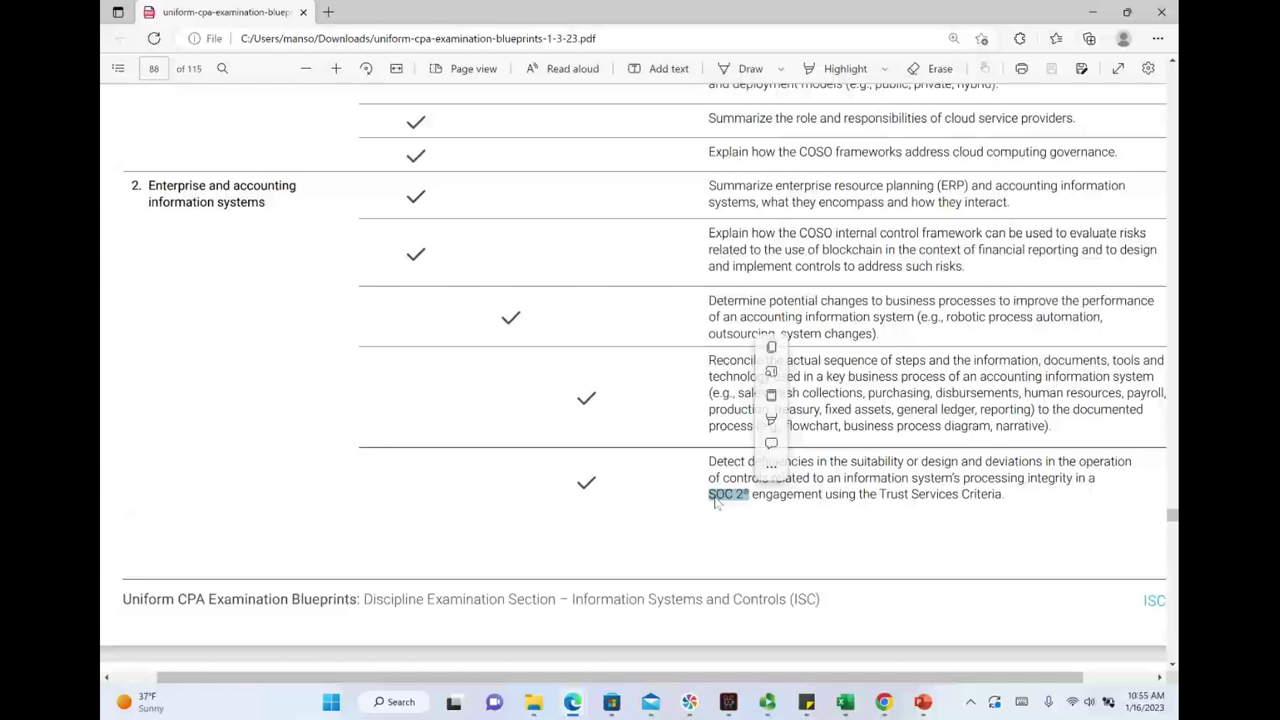 uniform-cpa-examination-bluepr
File
C:/Users/manso/Downloads/uniform-cpa-examination-blueprints-1-3-23.pdf
88 of 115
Page view
Read aloud
Add text
Draw
Highlight
Erase
and deployment models (e.g., public, private, hybrid).
Summarize the role and responsibilities of cloud service providers.
Explain how the COSO frameworks address cloud computing governance.
2. Enterprise and accounting
information systems
Summarize enterprise resource planning (ERP) and accounting information
systems, what they encompass and how they interact.
Explain how the COSO internal control framework can be used to evaluate risks
related to the use of blockchain in the context of financial reporting and to design
and implement controls to address such risks.
Determine potential changes to business processes to improve the performance
of an accounting information system (e.g., robotic process automation,
outsourcing, system changes).
Reconcile the actual sequence of steps and the information, documents, tools and
technology used in a key business process of an accounting information system
(e.g., collections, purchasing, disbursements, human resources, payroll,
fixed assets, general ledger, reporting) to the documented
process flowchart, business process diagram, narrative).
Detect deficiencies in the suitability or design and deviations in the operation
of controls related to an information system's processing integrity in a
SOC 2® engagement using the Trust Services Criteria.
Uniform CPA Examination Blueprints: Discipline Examination Section – Information Systems and Controls (ISC)
ISC
37°F
Sunny
Search
10:55 AM
1/16/2023